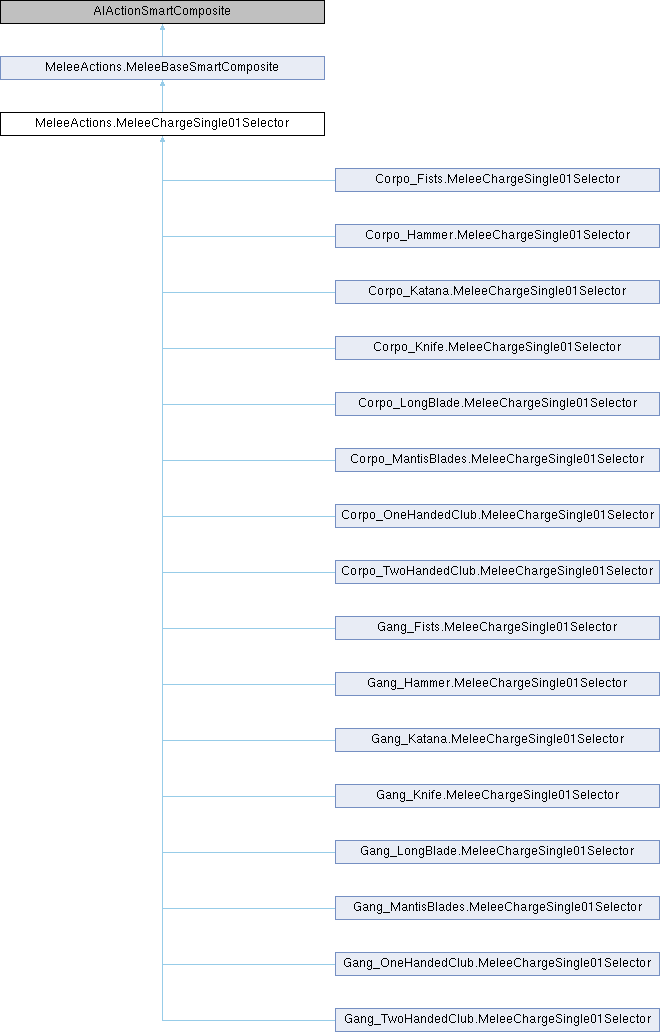 AIActionSmartComposite
MeleeActions.MeleeBaseSmartComposite
MeleeActions.MeleeChargeSingle01Selector
Corpo_Fists.MeleeChargeSingle01Selector
Corpo_Hammer.MeleeChargeSingle01Selector
Corpo_Katana.MeleeChargeSingle01Selector
Corpo_Knife.MeleeChargeSingle01Selector
Corpo_LongBlade.MeleeChargeSingle01Selector
Corpo_MantisBlades.MeleeChargeSingle01Selector
Corpo_OneHandedClub.MeleeChargeSingle01Selector
Corpo_TwoHandedClub.MeleeChargeSingle01Selector
Gang_Fists.MeleeChargeSingle01Selector
Gang_Hammer.MeleeChargeSingle01Selector
Gang_Katana.MeleeChargeSingle01Selector
Gang_Knife.MeleeChargeSingle01Selector
Gang_LongBlade.MeleeChargeSingle01Selector
Gang_MantisBlades.MeleeChargeSingle01Selector
Gang_OneHandedClub.MeleeChargeSingle01Selector
Gang_TwoHandedClub.MeleeChargeSingle01Selector